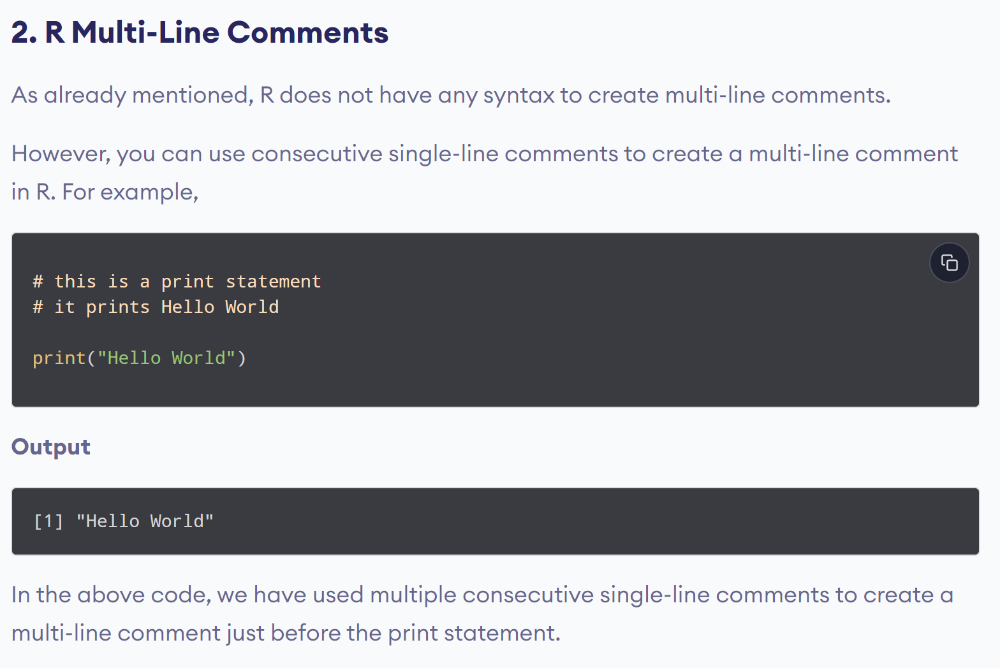 2. R Multi-Line Comments
As already mentioned, R does not have any syntax to create multi-line comments.
However, you can use consecutive single-line comments to create a multi-line comment
in R. For example,
# this is a print statement
# it prints Hello World
print("Hello World")
Output
[1] "Hello World"
In the above code, we have used multiple consecutive single-line comments to create a
multi-line comment just before the print statement.